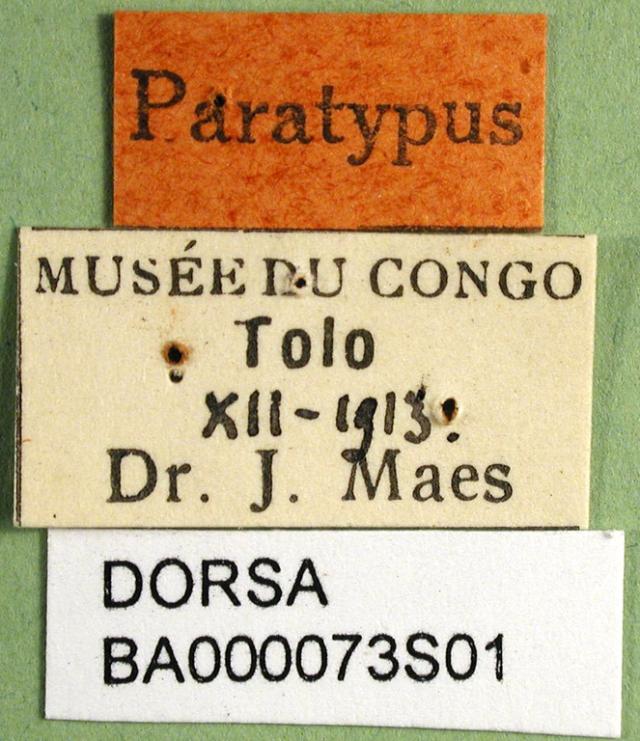 Paratypus
MUSÉE DU CONGO
Tolo
XII-1913.
Dr. J. Maes
DORSA
BA000073S01